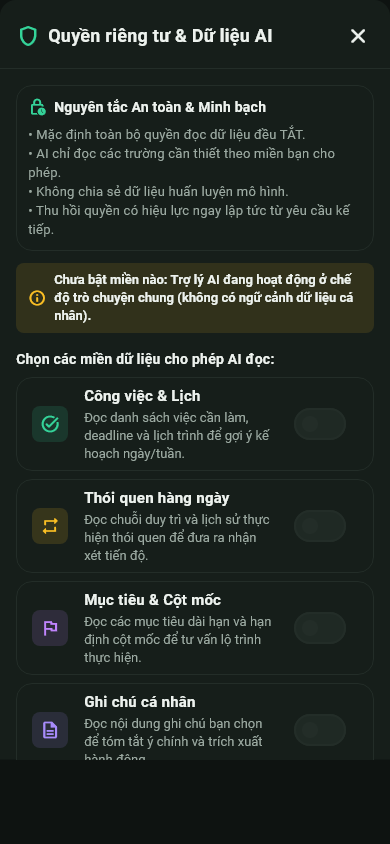 Quyền riêng tư & Dữ liệu AI
Nguyên tắc An toàn & Minh bạch
• Mặc định toàn bộ quyền đọc dữ liệu đều TẮT.
• AI chỉ đọc các trường cần thiết theo miền bạn cho
phép.
• Không chia sẻ dữ liệu huấn luyện mô hình.
• Thu hồi quyền có hiệu lực ngay lập tức từ yêu cầu kế
tiếp.
Chưa bật miền nào: Trợ lý AI đang hoạt động ở chế
độ trò chuyện chung (không có ngữ cảnh dữ liệu cá
nhân).
Chọn các miền dữ liệu cho phép AI đọc:
Công việc & Lịch
Đọc danh sách việc cần làm,
deadline và lịch trình để gợi ý kế
hoạch ngày/tuần.
Thói quen hàng ngày
Đọc chuỗi duy trì và lịch sử thực
hiện thói quen để đưa ra nhận
xét tiến độ.
Mục tiêu & Cột mốc
Đọc các mục tiêu dài hạn và hạn
định cột mốc để tư vấn lộ trình
thực hiện.
Ghi chú cá nhân
Đọc nội dung ghi chú bạn chọn
để tóm tắt ý chính và trích xuất
hành động.